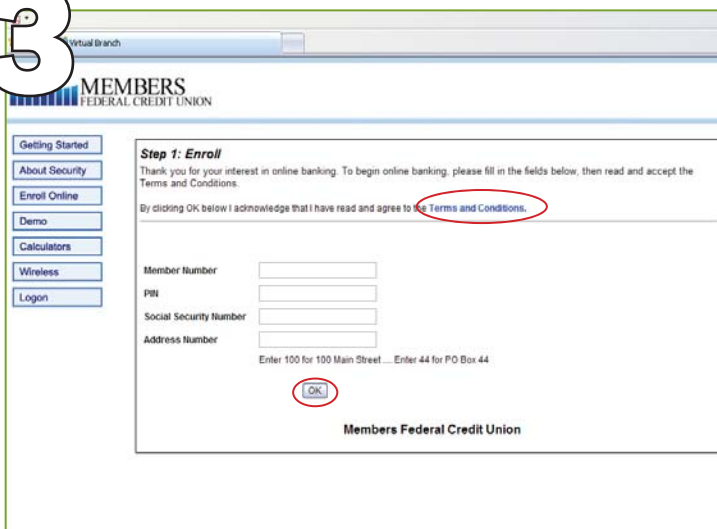 3
Virtual Branch
MEMBERS
FEDERAL CREDIT UNION
Getting Started
About Security
Enroll Online
Demo
Calculators
Wireless
Logon
Step 1: Enroll
Thank you for your interest in online banking. To begin online banking, please fill in the fields below, then read and accept the
Terms and Conditions.
By clicking OK below I acknowledge that I have read and agree to the Terms and Conditions.
Member Number
PIN
Social Security Number
Address Number
Enter 100 for 100 Main Street .... Enter 44 for PO Box 44
OK
Members Federal Credit Union